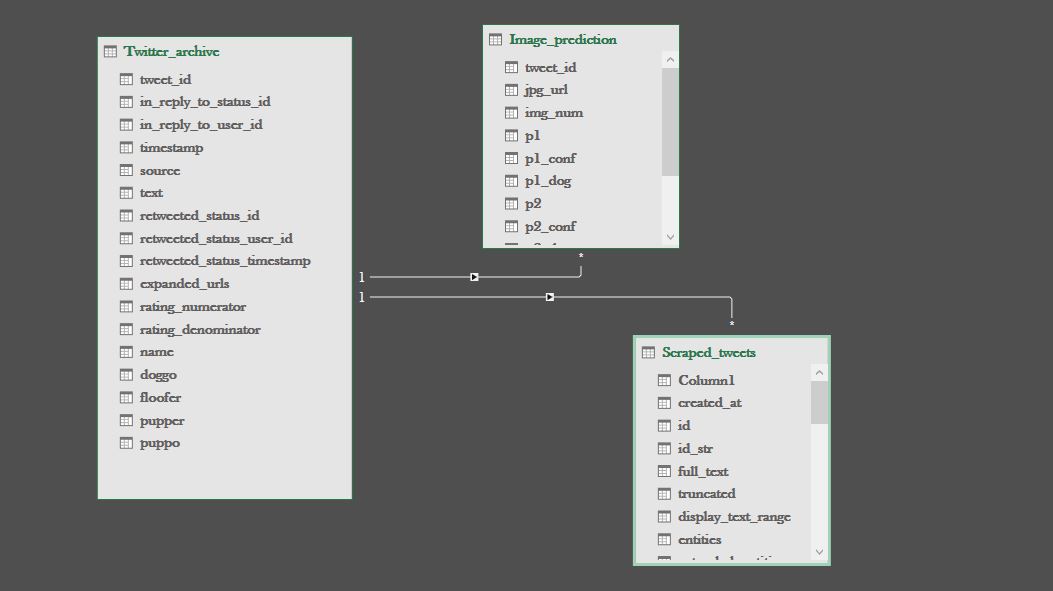 Twitter_archive
tweet_id
in_reply_to_status_id
in_reply_to_user_id
timestamp
source
text
retweeted_status_id
retweeted_status_user_id
retweeted_status_timestamp
expanded_urls
rating_numerator
rating_denominator
name
doggo
floofer
pupper
puppo
Image_prediction
tweet_id
jpg_url
img_num
p1
p1_conf
p1_dog
p2
p2_conf
*
1
1
*
Scraped_tweets
Column1
created_at
id
id_str
full_text
truncated
display_text_range
entities